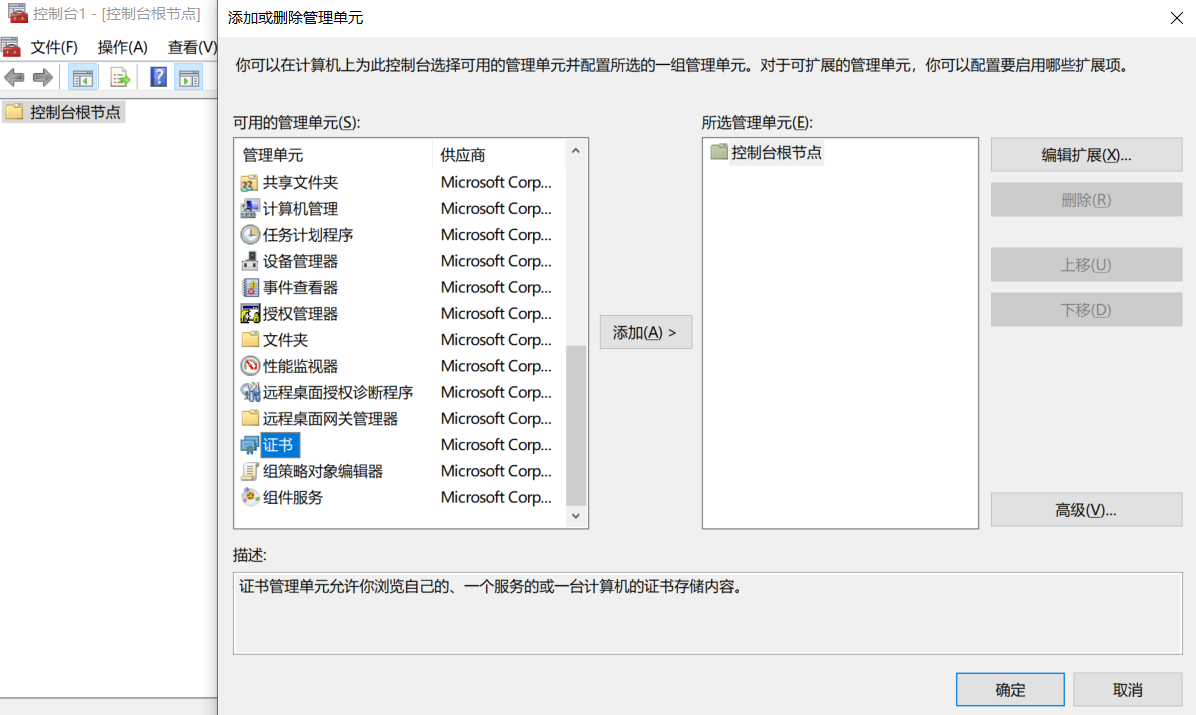 控制台1 - [控制台根节点]
文件(F) 操作(A) 查看(V)
控制台根节点
添加或删除管理单元
你可以在计算机上为此控制台选择可用的管理单元并配置所选的一组管理单元。对于可扩展的管理单元，你可以配置要启用哪些扩展项。
可用的管理单元(S):
管理单元 供应商
共享文件夹 Microsoft Corp...
计算机管理 Microsoft Corp...
任务计划程序 Microsoft Corp...
设备管理器 Microsoft Corp...
事件查看器 Microsoft Corp...
授权管理器 Microsoft Corp...
文件夹 Microsoft Corp...
性能监视器 Microsoft Corp...
远程桌面授权诊断程序 Microsoft Corp...
远程桌面网关管理器 Microsoft Corp...
证书 Microsoft Corp...
组策略对象编辑器 Microsoft Corp...
组件服务 Microsoft Corp...
添加(A) >
所选管理单元(E):
控制台根节点
编辑扩展(X)...
删除(R)
上移(U)
下移(D)
高级(V)...
描述:
证书管理单元允许你浏览自己的、一个服务的或一台计算机的证书存储内容。
确定 取消